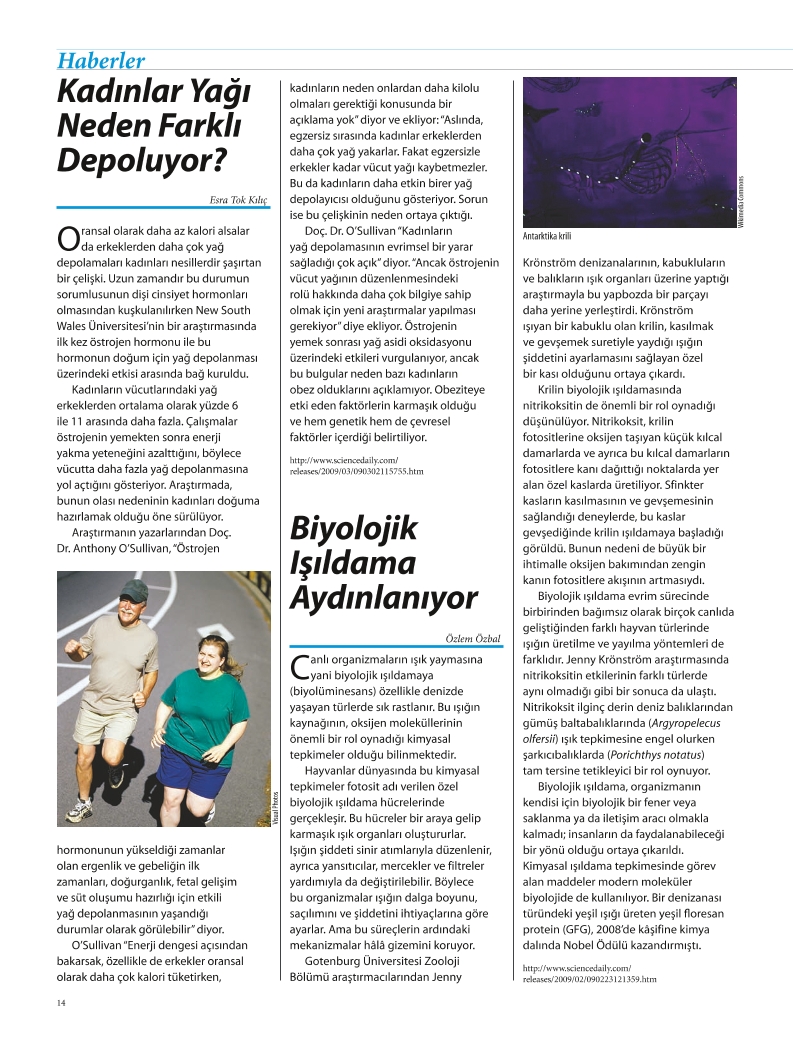 Haberler
Kadınlar Yağı
Neden Farklı
Depoluyor?
Esra Tok Kılıç
Oransal olarak daha az kalori alsalar
da erkeklerden daha çok yağ
depolamaları kadınları nesillerdir şaşırtan
bir çelişki. Uzun zamandır bu durumun
sorumlusunun dişi cinsiyet hormonları
olmasından kuşkulanılırken New South
Wales Üniversitesi’nin bir araştırmasında
ilk kez östrojen hormonu ile bu
hormonun doğum için yağ depolanması
üzerindeki etkisi arasında bağ kuruldu.
Kadınların vücutlarındaki yağ
erkeklerden ortalama olarak yüzde 6
ile 11 arasında daha fazla. Çalışmalar
östrojenin yemekten sonra enerji
yakma yeteneğini azalttığını, böylece
vücutta daha fazla yağ depolanmasına
yol açtığını gösteriyor. Araştırmada,
bunun olası nedeninin kadınları doğuma
hazırlamak olduğu öne sürülüyor.
Araştırmanın yazarlarından Doç.
Dr. Anthony O’Sullivan, “Östrojen
Visual Photos
hormonunun yükseldiği zamanlar
olan ergenlik ve gebeliğin ilk
zamanları, doğurganlık, fetal gelişim
ve süt oluşumu hazırlığı için etkili
yağ depolanmasının yaşandığı
durumlar olarak görülebilir” diyor.
O’Sullivan “Enerji dengesi açısından
bakarsak, özellikle de erkekler oransal
olarak daha çok kalori tüketirken,
kadınların neden onlardan daha kilolu
olmaları gerektiği konusunda bir
açıklama yok” diyor ve ekliyor: “Aslında,
egzersiz sırasında kadınlar erkeklerden
daha çok yağ yakarlar. Fakat egzersizle
erkekler kadar vücut yağı kaybetmezler.
Bu da kadınların daha etkin birer yağ
depolayıcısı olduğunu gösteriyor. Sorun
ise bu çelişkinin neden ortaya çıktığı.
Doç. Dr. O’Sullivan “Kadınların
yağ depolamasının evrimsel bir yarar
sağladığı çok açık” diyor. “Ancak östrojenin
vücut yağının düzenlenmesindeki
rolü hakkında daha çok bilgiye sahip
olmak için yeni araştırmalar yapılması
gerekiyor” diye ekliyor. Östrojenin
yemek sonrası yağ asidi oksidasyonu
üzerindeki etkileri vurgulanıyor, ancak
bu bulgular neden bazı kadınların
obez olduklarını açıklamıyor. Obeziteye
etki eden faktörlerin karmaşık olduğu
ve hem genetik hem de çevresel
faktörler içerdiği belirtiliyor.
http://www.sciencedaily.com/
releases/2009/03/090302115755.htm
Biyolojik
Işıldama
Aydınlanıyor
Özlem Özbal
Canlı organizmaların ışık yaymasına
yani biyolojik ışıldamaya
(biyolüminesans) özellikle denizde
yaşayan türlerde sık rastlanır. Bu ışığın
kaynağının, oksijen moleküllerinin
önemli bir rol oynadığı kimyasal
tepkimeler olduğu bilinmektedir.
Hayvanlar dünyasında bu kimyasal
tepkimeler fotosit adı verilen özel
biyolojik ışıldama hücrelerinde
gerçekleşir. Bu hücreler bir araya gelip
karmaşık ışık organları oluştururlar.
Işığın şiddeti sinir atımlarıyla düzenlenir,
ayrıca yansıtıcılar, mercekler ve filtreler
yardımıyla da değiştirilebilir. Böylece
bu organizmalar ışığın dalga boyunu,
saçılımını ve şiddetini ihtiyaçlarına göre
ayarlar. Ama bu süreçlerin ardındaki
mekanizmalar hâlâ gizemini koruyor.
Gotenburg Üniversitesi Zooloji
Bölümü araştırmacılarından Jenny
Wikimedia Commons
Antarktika krili
Krönström denizanalarının, kabukluların
ve balıkların ışık organları üzerine yaptığı
araştırmayla bu yapbozda bir parçayı
daha yerine yerleştirdi. Krönström
ışıyan bir kabuklu olan krilin, kasılmak
ve gevşemek suretiyle yaydığı ışığın
şiddetini ayarlamasını sağlayan özel
bir kası olduğunu ortaya çıkardı.
Krilin biyolojik ışıldamasında
nitrikoksitin de önemli bir rol oynadığı
düşünülüyor. Nitrikoksit, krilin
fotositlerine oksijen taşıyan küçük kılcal
damarlarda ve ayrıca bu kılcal damarların
fotositlere kanı dağıttığı noktalarda yer
alan özel kaslarda üretiliyor. Sfinkter
kasların kasılmasının ve gevşemesinin
sağlandığı deneylerde, bu kaslar
gevşediğinde krilin ışıldamaya başladığı
görüldü. Bunun nedeni de büyük bir
ihtimalle oksijen bakımından zengin
kanın fotositlere akışının artmasıydı.
Biyolojik ışıldama evrim sürecinde
birbirinden bağımsız olarak birçok canlıda
geliştiğinden farklı hayvan türlerinde
ışığın üretilme ve yayılma yöntemleri de
farklıdır. Jenny Krönström araştırmasında
nitrikoksitin etkilerinin farklı türlerde
aynı olmadığı gibi bir sonuca da ulaştı.
Nitrikoksit ilginç derin deniz balıklarından
gümüş baltabalıklarında (Argyropelecus
olfersii) ışık tepkimesine engel olurken
şarkıcıbalıklarda (Porichthys notatus)
tam tersine tetikleyici bir rol oynuyor.
Biyolojik ışıldama, organizmanın
kendisi için biyolojik bir fener veya
saklanma ya da iletişim aracı olmakla
kalmadı; insanların da faydalanabileceği
bir yönü olduğu ortaya çıkarıldı.
Kimyasal ışıldama tepkimesinde görev
alan maddeler modern moleküler
biyolojide de kullanılıyor. Bir denizanası
türündeki yeşil ışığı üreten yeşil floresan
protein (GFG), 2008’de kâşifine kimya
dalında Nobel Ödülü kazandırmıştı.
http://www.sciencedaily.com/
releases/2009/02/090223121359.htm
14